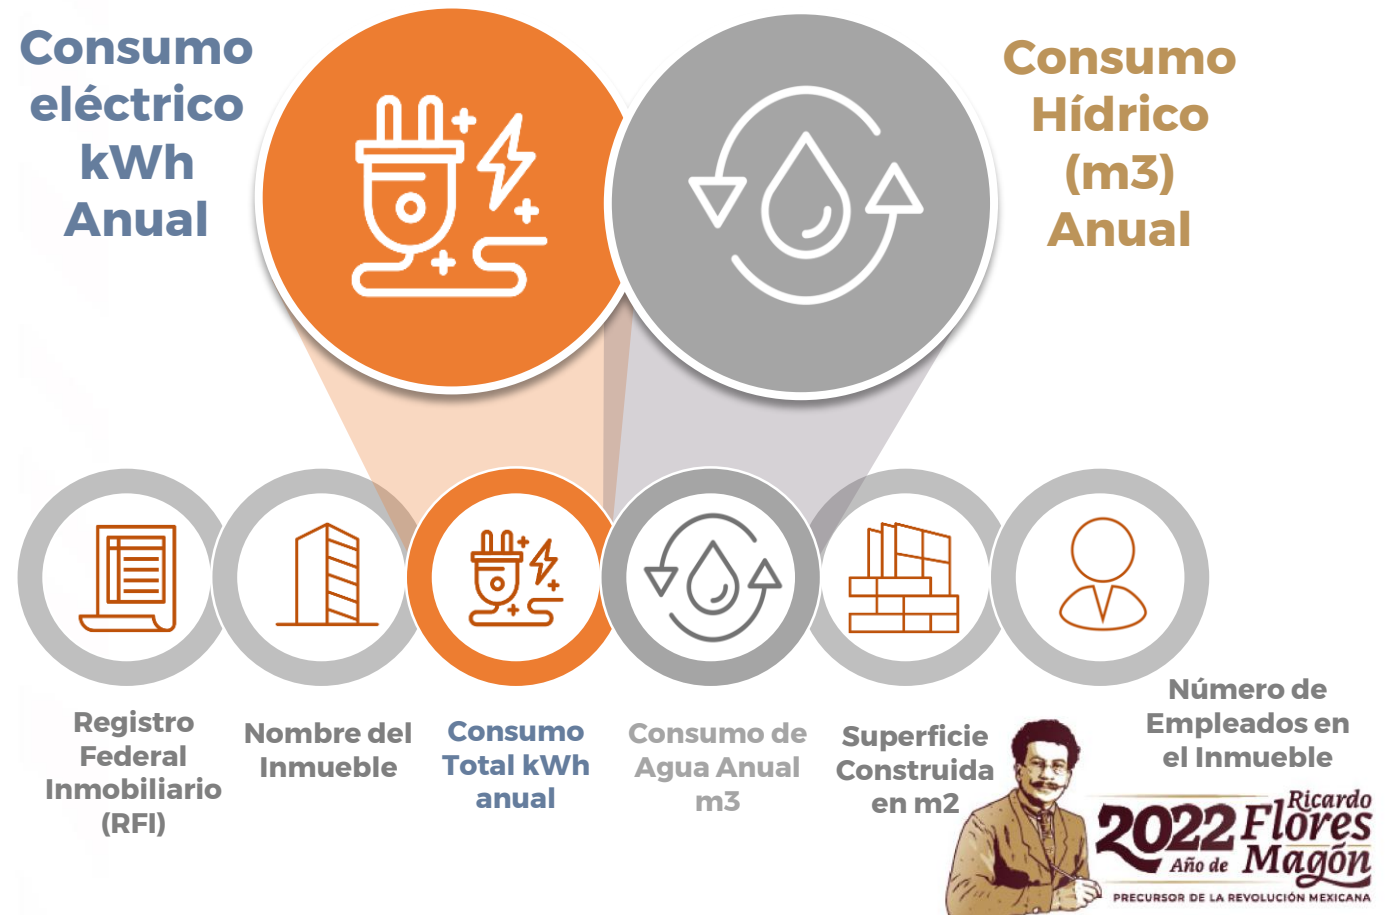 Consumo
eléctrico
kWh
Anual
Consumo
Hídrico
(m3)
Anual
Registro
Federal
Inmobiliario
(RFI)
Nombre del
Inmueble
Consumo
Total kWh
anual
Consumo de
Agua Anual
m3
Superficie
Construida
en m2
Número de
Empleados en
el Inmueble
2022
Año de
Ricardo
Flores
Magón
PRECURSOR DE LA REVOLUCIÓN MEXICANA